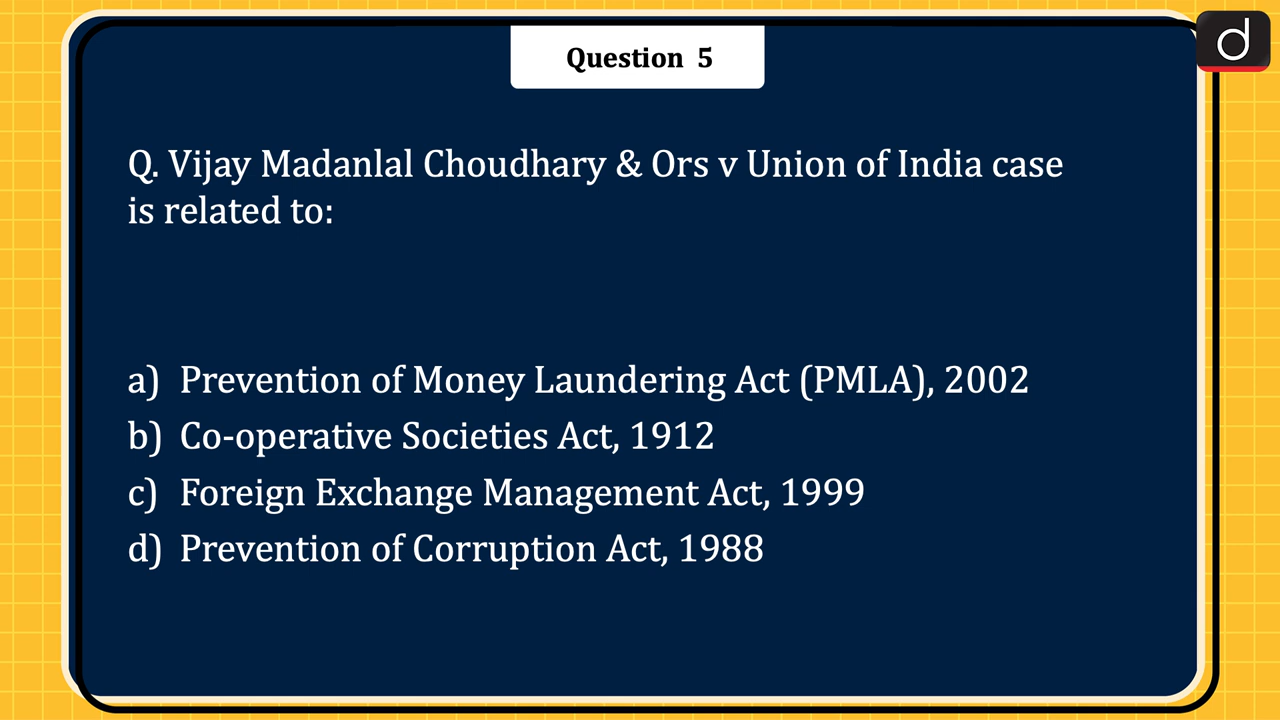 d
Question 5
Q. Vijay Madanlal Choudhary & Ors v Union of India case
is related to:
a) Prevention of Money Laundering Act (PMLA), 2002
b) Co-operative Societies Act, 1912
c) Foreign Exchange Management Act, 1999
d) Prevention of Corruption Act, 1988